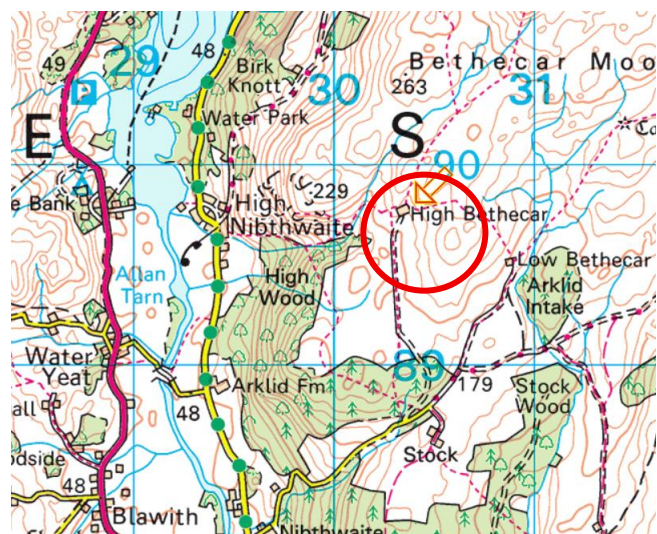 49
29
48
Birk
Knott
30
Bethecar Moo
263
31
P
E
Water Park
S
90
229
e Bank
High
Nibthwaite
High Bethecar
Allan
Tarn
High
Wood
Low Bethecar
Arklid
Intake
Water
Yeat
89
Arklid Fm
179
Stock
Wood
all
48
dside
Stock
48
Blawith
Nibthwaite